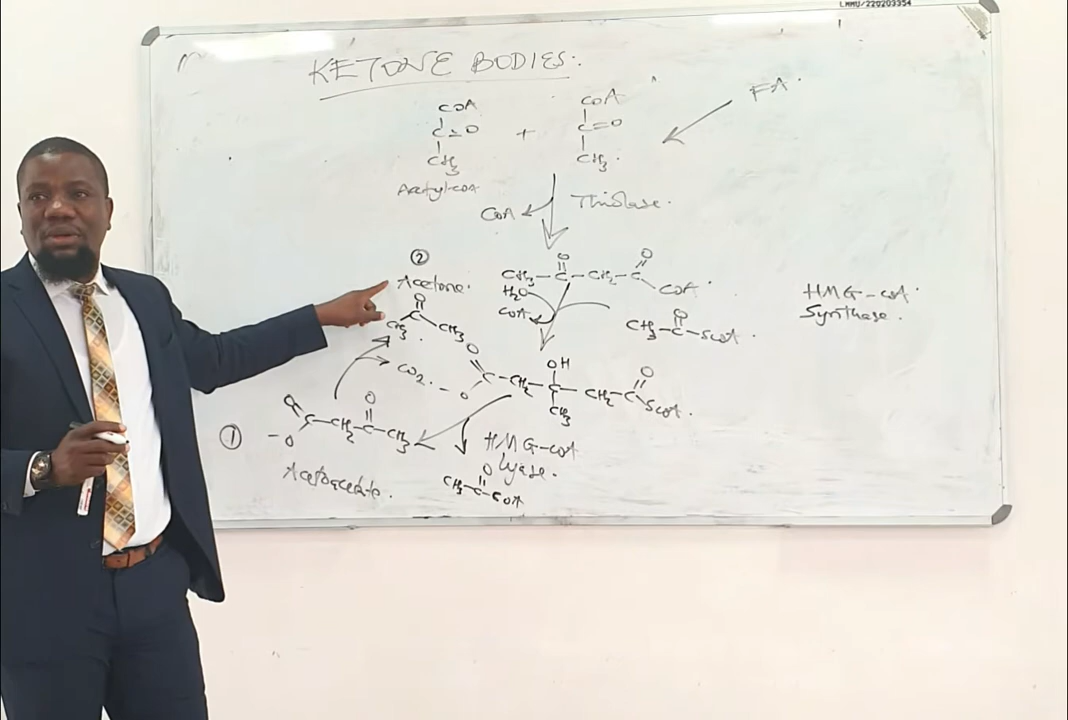 LMMU/220203354
KETONE BODIES:
COA COA FA.
C=O + C=O
CH3 CH3.
Acetyl-COA
COA Thiolase.
②
Acetone. CH3-C-CH2-C
O O
COA.
H2O
COA
HMG-COA
Synthase.
O
CH3-C-SCOA.
O
C
CH3 CH3
CO2.
OH
O O
C-CH2-C-CH2-C
-O CH3 SCOA.
①
O O
C-CH2-C-CH3
-O
Acetoacetate.
HMG-COA
lyase.
O
CH3-C-COA